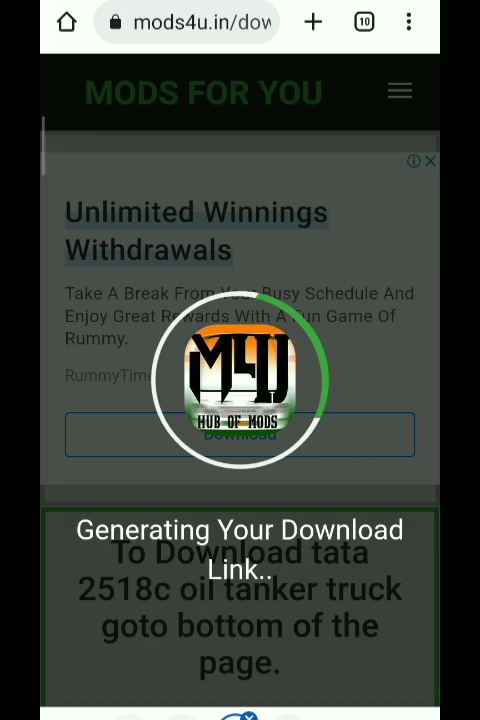 mods4u.in/dow
10
MODS FOR YOU
Unlimited Winnings
Withdrawals
Take A Break From Your Busy Schedule And
Enjoy Great Rewards With A Fun Game Of
Rummy.
RummyTime
M4U
HUB OF MODS
Download
Generating Your Download
Link..
To Download tata
2518c oil tanker truck
goto bottom of the
page.